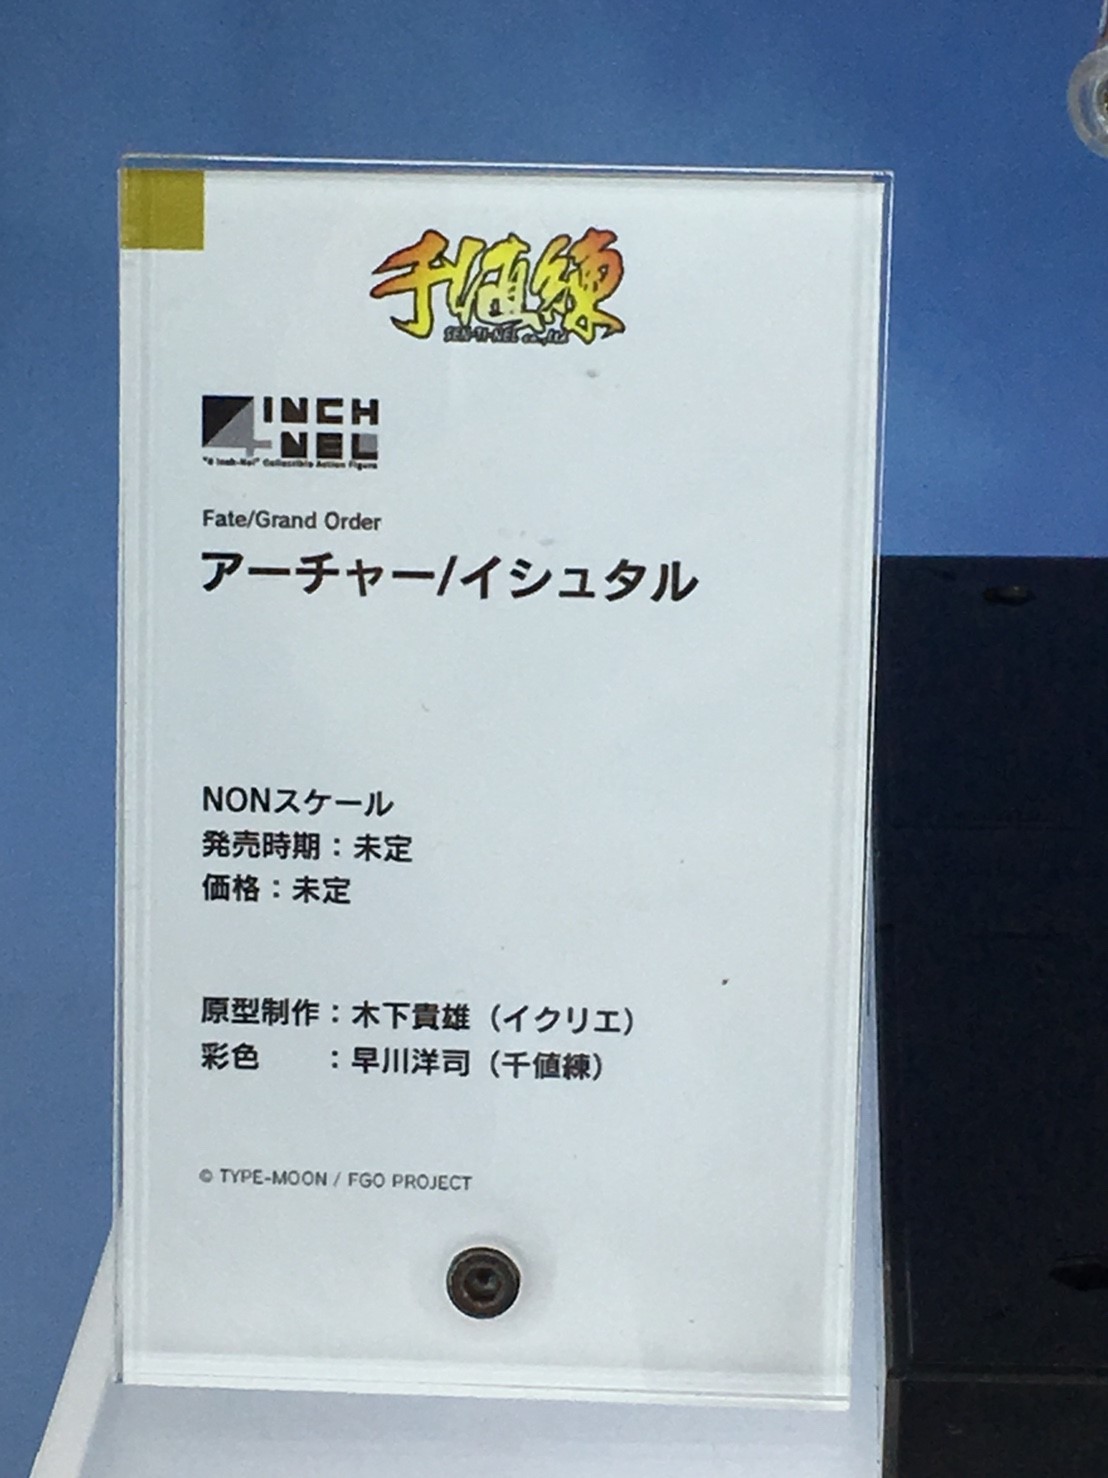 千値練
SEN-TI-NEL co.,ltd
4INCH
-NEL
"4 Inch-Nel" Collectible Action Figure
Fate/Grand Order
アーチャー/イシュタル
NONスケール
発売時期：未定
価格：未定
原型制作：木下貴雄（イクリエ）
彩色　　：早川洋司（千値練）
© TYPE-MOON / FGO PROJECT